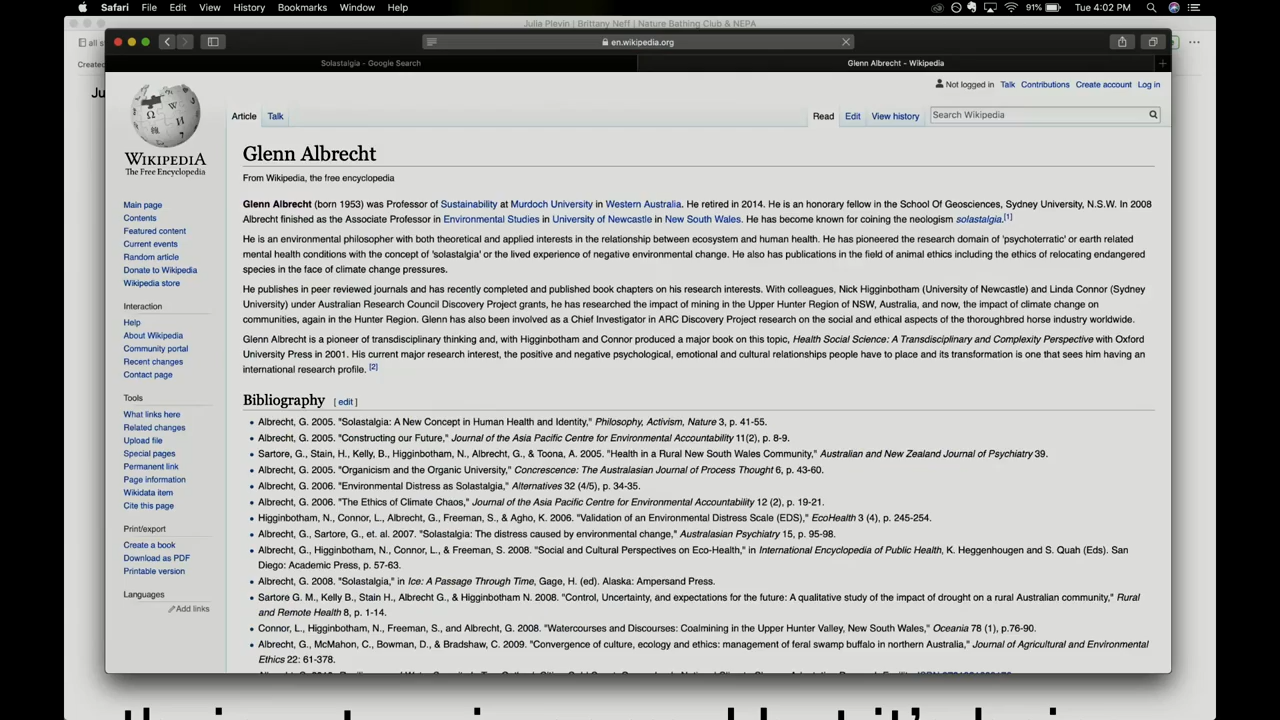 Safari File Edit View History Bookmarks Window Help 91% Tue 4:02 PM
Julia Plevin | Brittany Neff | Nature Bathing Club & NEPA
all s
Created
Ju
en.wikipedia.org
Solastalgia - Google Search
Glenn Albrecht - Wikipedia
Not logged in Talk Contributions Create account Log in
Article Talk Read Edit View history Search Wikipedia
WIKIPEDIA
The Free Encyclopedia
Main page
Contents
Featured content
Current events
Random article
Donate to Wikipedia
Wikipedia store
Interaction
Help
About Wikipedia
Community portal
Recent changes
Contact page
Tools
What links here
Related changes
Upload file
Special pages
Permanent link
Page information
Wikidata item
Cite this page
Print/export
Create a book
Download as PDF
Printable version
Languages
Add links
Glenn Albrecht
From Wikipedia, the free encyclopedia
Glenn Albrecht (born 1953) was Professor of Sustainability at Murdoch University in Western Australia. He retired in 2014. He is an honorary fellow in the School Of Geosciences, Sydney University, N.S.W. In 2008
Albrecht finished as the Associate Professor in Environmental Studies in University of Newcastle in New South Wales. He has become known for coining the neologism solastalgia.[1]
He is an environmental philosopher with both theoretical and applied interests in the relationship between ecosystem and human health. He has pioneered the research domain of 'psychoterratic' or earth related
mental health conditions with the concept of 'solastalgia' or the lived experience of negative environmental change. He also has publications in the field of animal ethics including the ethics of relocating endangered
species in the face of climate change pressures.
He publishes in peer reviewed journals and has recently completed and published book chapters on his research interests. With colleagues, Nick Higginbotham (University of Newcastle) and Linda Connor (Sydney
University) under Australian Research Council Discovery Project grants, he has researched the impact of mining in the Upper Hunter Region of NSW, Australia, and now, the impact of climate change on
communities, again in the Hunter Region. Glenn has also been involved as a Chief Investigator in ARC Discovery Project research on the social and ethical aspects of the thoroughbred horse industry worldwide.
Glenn Albrecht is a pioneer of transdisciplinary thinking and, with Higginbotham and Connor produced a major book on this topic, Health Social Science: A Transdisciplinary and Complexity Perspective with Oxford
University Press in 2001. His current major research interest, the positive and negative psychological, emotional and cultural relationships people have to place and its transformation is one that sees him having an
international research profile. [2]
Bibliography [ edit ]
• Albrecht, G. 2005. "Solastalgia: A New Concept in Human Health and Identity," Philosophy, Activism, Nature 3, p. 41-55.
• Albrecht, G. 2005. "Constructing our Future," Journal of the Asia Pacific Centre for Environmental Accountability 11(2), p. 8-9.
• Sartore, G., Stain, H., Kelly, B., Higginbotham, N., Albrecht, G., & Toona, A. 2005. "Health in a Rural New South Wales Community," Australian and New Zealand Journal of Psychiatry 39.
• Albrecht, G. 2005. "Organicism and the Organic University," Concrescence: The Australasian Journal of Process Thought 6, p. 43-60.
• Albrecht, G. 2006. "Environmental Distress as Solastalgia," Alternatives 32 (4/5), p. 34-35.
• Albrecht, G. 2006. "The Ethics of Climate Chaos," Journal of the Asia Pacific Centre for Environmental Accountability 12 (2), p. 19-21.
• Higginbotham, N., Connor, L., Albrecht, G., Freeman, S., & Agho, K. 2006. "Validation of an Environmental Distress Scale (EDS)," EcoHealth 3 (4), p. 245-254.
• Albrecht, G., Sartore, G., et. al. 2007. "Solastalgia: The distress caused by environmental change," Australasian Psychiatry 15, p. 95-98.
• Albrecht, G., Higginbotham, N., Connor, L., & Freeman, S. 2008. "Social and Cultural Perspectives on Eco-Health," in International Encyclopedia of Public Health, K. Heggenhougen and S. Quah (Eds). San
Diego: Academic Press, p. 57-63.
• Albrecht, G. 2008. "Solastalgia," in Ice: A Passage Through Time, Gage, H. (ed). Alaska: Ampersand Press.
• Sartore G. M., Kelly B., Stain H., Albrecht G., & Higginbotham N. 2008. "Control, Uncertainty, and expectations for the future: A qualitative study of the impact of drought on a rural Australian community," Rural
and Remote Health 8, p. 1-14.
• Connor, L., Higginbotham, N., Freeman, S., and Albrecht, G. 2008. "Watercourses and Discourses: Coalmining in the Upper Hunter Valley, New South Wales," Oceania 78 (1), p.76-90.
• Albrecht, G., McMahon, C., Bowman, D., & Bradshaw, C. 2009. "Convergence of culture, ecology and ethics: management of feral swamp buffalo in northern Australia," Journal of Agricultural and Environmental
Ethics 22: 61-378.